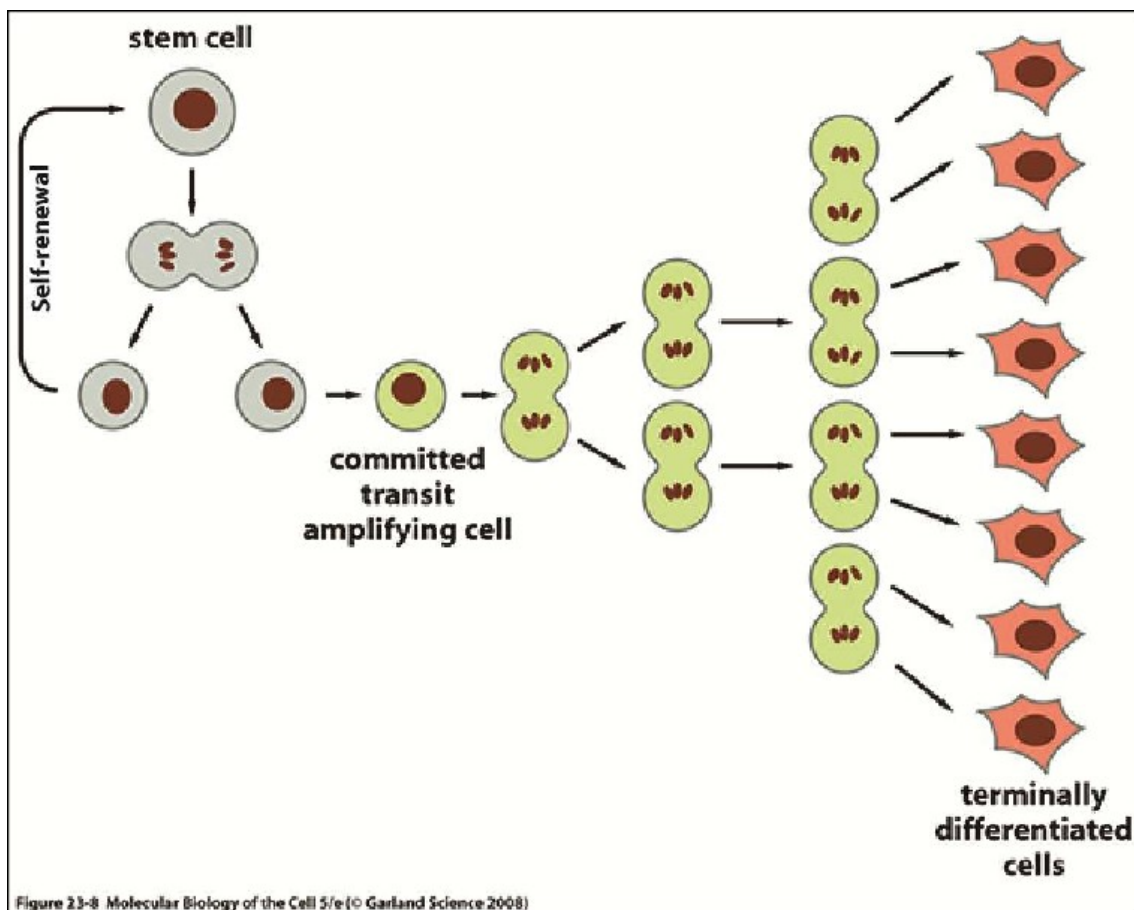 stem cell
Self-renewal
committed
transit
amplifying cell
terminally
differentiated
cells
Figure 23-8 Molecular Biology of the Cell 5/e (© Garland Science 2008)